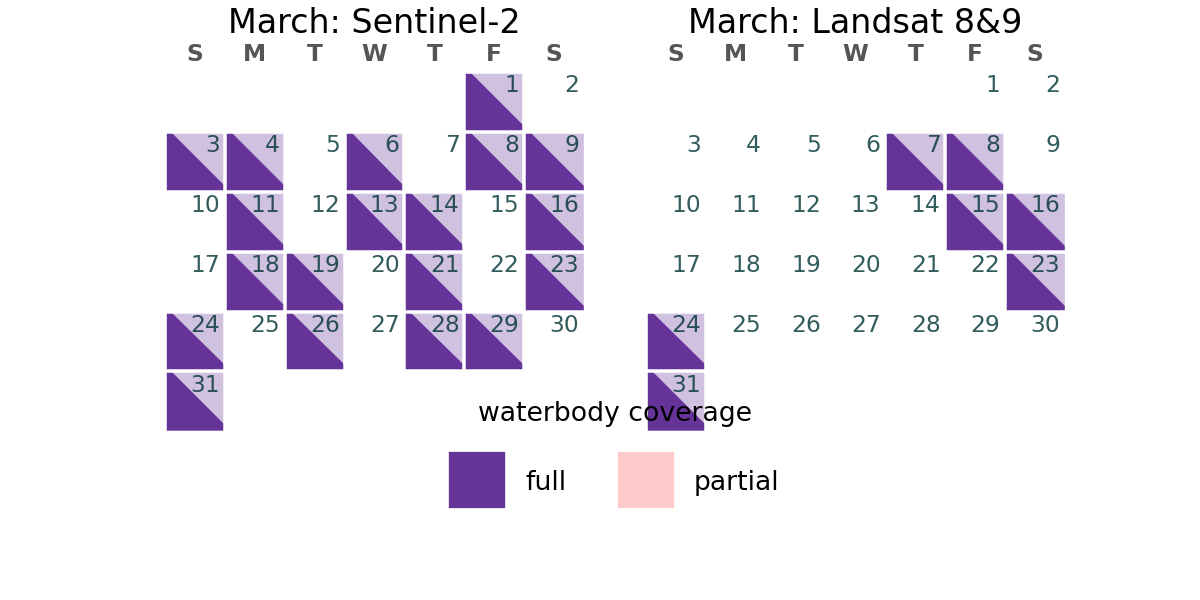 March: Sentinel-2
S M T W T F S
1 2
3 4 5 6 7 8 9
10 11 12 13 14 15 16
17 18 19 20 21 22 23
24 25 26 27 28 29 30
31
March: Landsat 8&9
S M T W T F S
1 2
3 4 5 6 7 8 9
10 11 12 13 14 15 16
17 18 19 20 21 22 23
24 25 26 27 28 29 30
31
waterbody coverage
full partial